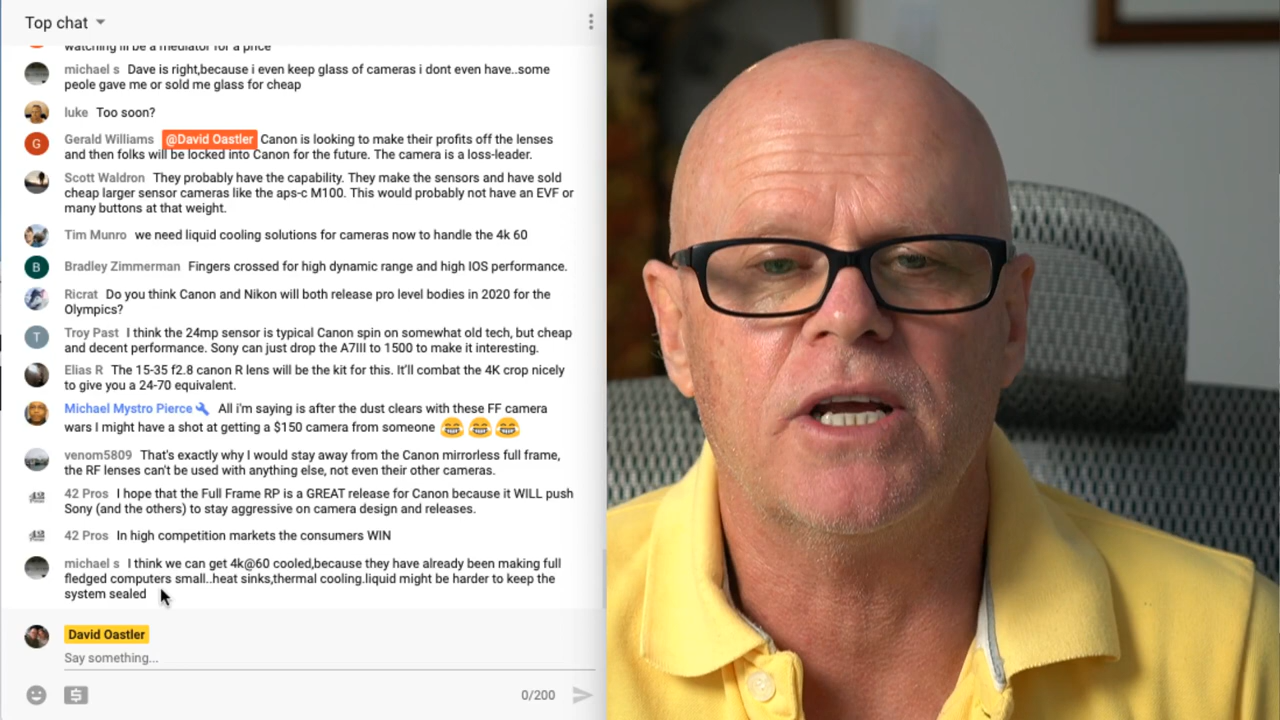 Top chat
watching ill be a mediator for a price
michael s Dave is right,because i even keep glass of cameras i dont even have..some
peole gave me or sold me glass for cheap
luke Too soon?
G Gerald Williams @David Oastler Canon is looking to make their profits off the lenses
and then folks will be locked into Canon for the future. The camera is a loss-leader.
Scott Waldron They probably have the capability. They make the sensors and have sold
cheap larger sensor cameras like the aps-c M100. This would probably not have an EVF or
many buttons at that weight.
Tim Munro we need liquid cooling solutions for cameras now to handle the 4k 60
B Bradley Zimmerman Fingers crossed for high dynamic range and high IOS performance.
Ricrat Do you think Canon and Nikon will both release pro level bodies in 2020 for the
Olympics?
T Troy Past I think the 24mp sensor is typical Canon spin on somewhat old tech, but cheap
and decent performance. Sony can just drop the A7III to 1500 to make it interesting.
Elias R The 15-35 f2.8 canon R lens will be the kit for this. It'll combat the 4K crop nicely
to give you a 24-70 equivalent.
Michael Mystro Pierce All i'm saying is after the dust clears with these FF camera
wars I might have a shot at getting a $150 camera from someone 😂 😂 😂
venom5809 That's exactly why I would stay away from the Canon mirrorless full frame,
the RF lenses can't be used with anything else, not even their other cameras.
42 Pros I hope that the Full Frame RP is a GREAT release for Canon because it WILL push
Sony (and the others) to stay aggressive on camera design and releases.
42 Pros In high competition markets the consumers WIN
michael s I think we can get 4k@60 cooled,because they have already been making full
fledged computers small..heat sinks,thermal cooling.liquid might be harder to keep the
system sealed
David Oastler
Say something...
0/200